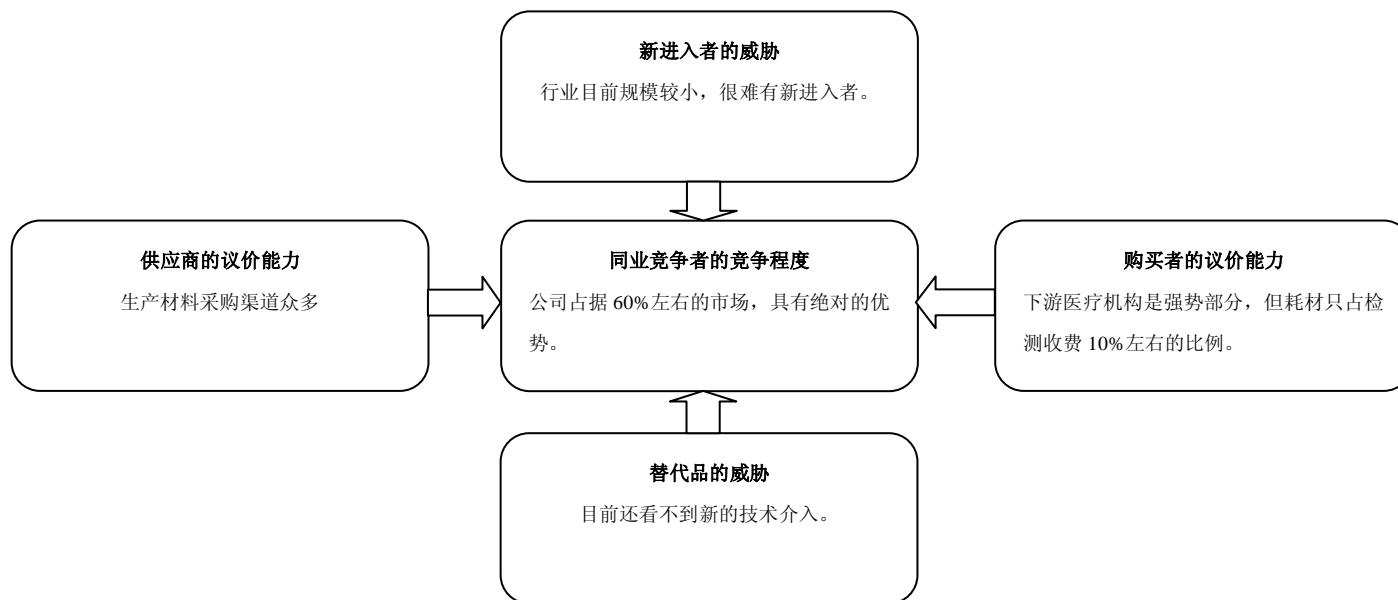 新进入者的威胁
行业目前规模较小，很难有新进入者。
供应商的议价能力
生产材料采购渠道众多
同业竞争者的竞争程度
公司占据 60%左右的市场，具有绝对的优
势。
购买者的议价能力
下游医疗机构是强势部分，但耗材只占检
测收费 10%左右的比例。
替代品的威胁
目前还看不到新的技术介入。